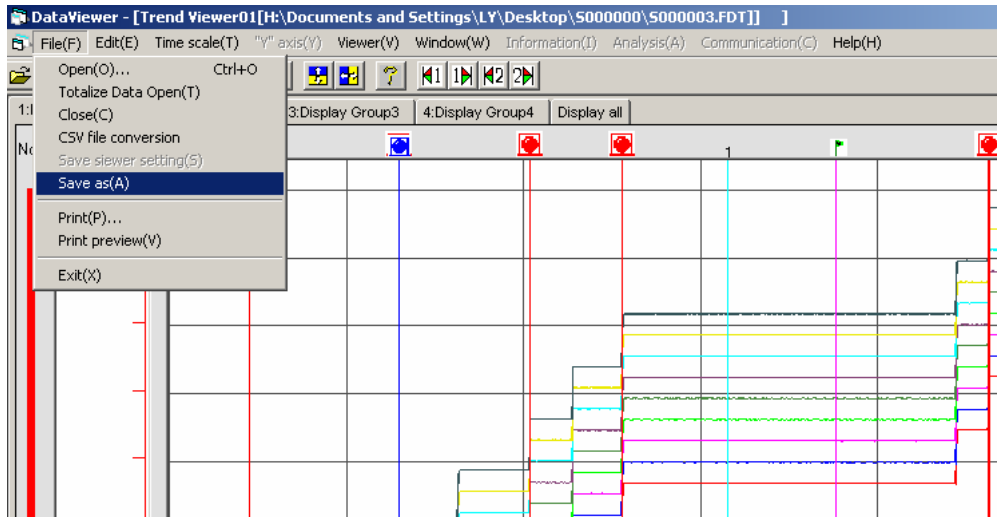 DataViewer - [Trend Viewer01[H:\Documents and Settings\LY\Desktop\S000000\S000003.FDT]] ]
File(F) Edit(E) Time scale(T) "Y" axis(Y) Viewer(V) Window(W) Information(I) Analysis(A) Communication(C) Help(H)
1 1 2 2
Open(O)... Ctrl+O
Totalize Data Open(T)
Close(C)
CSV file conversion
Save siewer setting(S)
Save as(A)
Print(P)...
Print preview(V)
Exit(X)
3:Display Group3 4:Display Group4 Display all
1